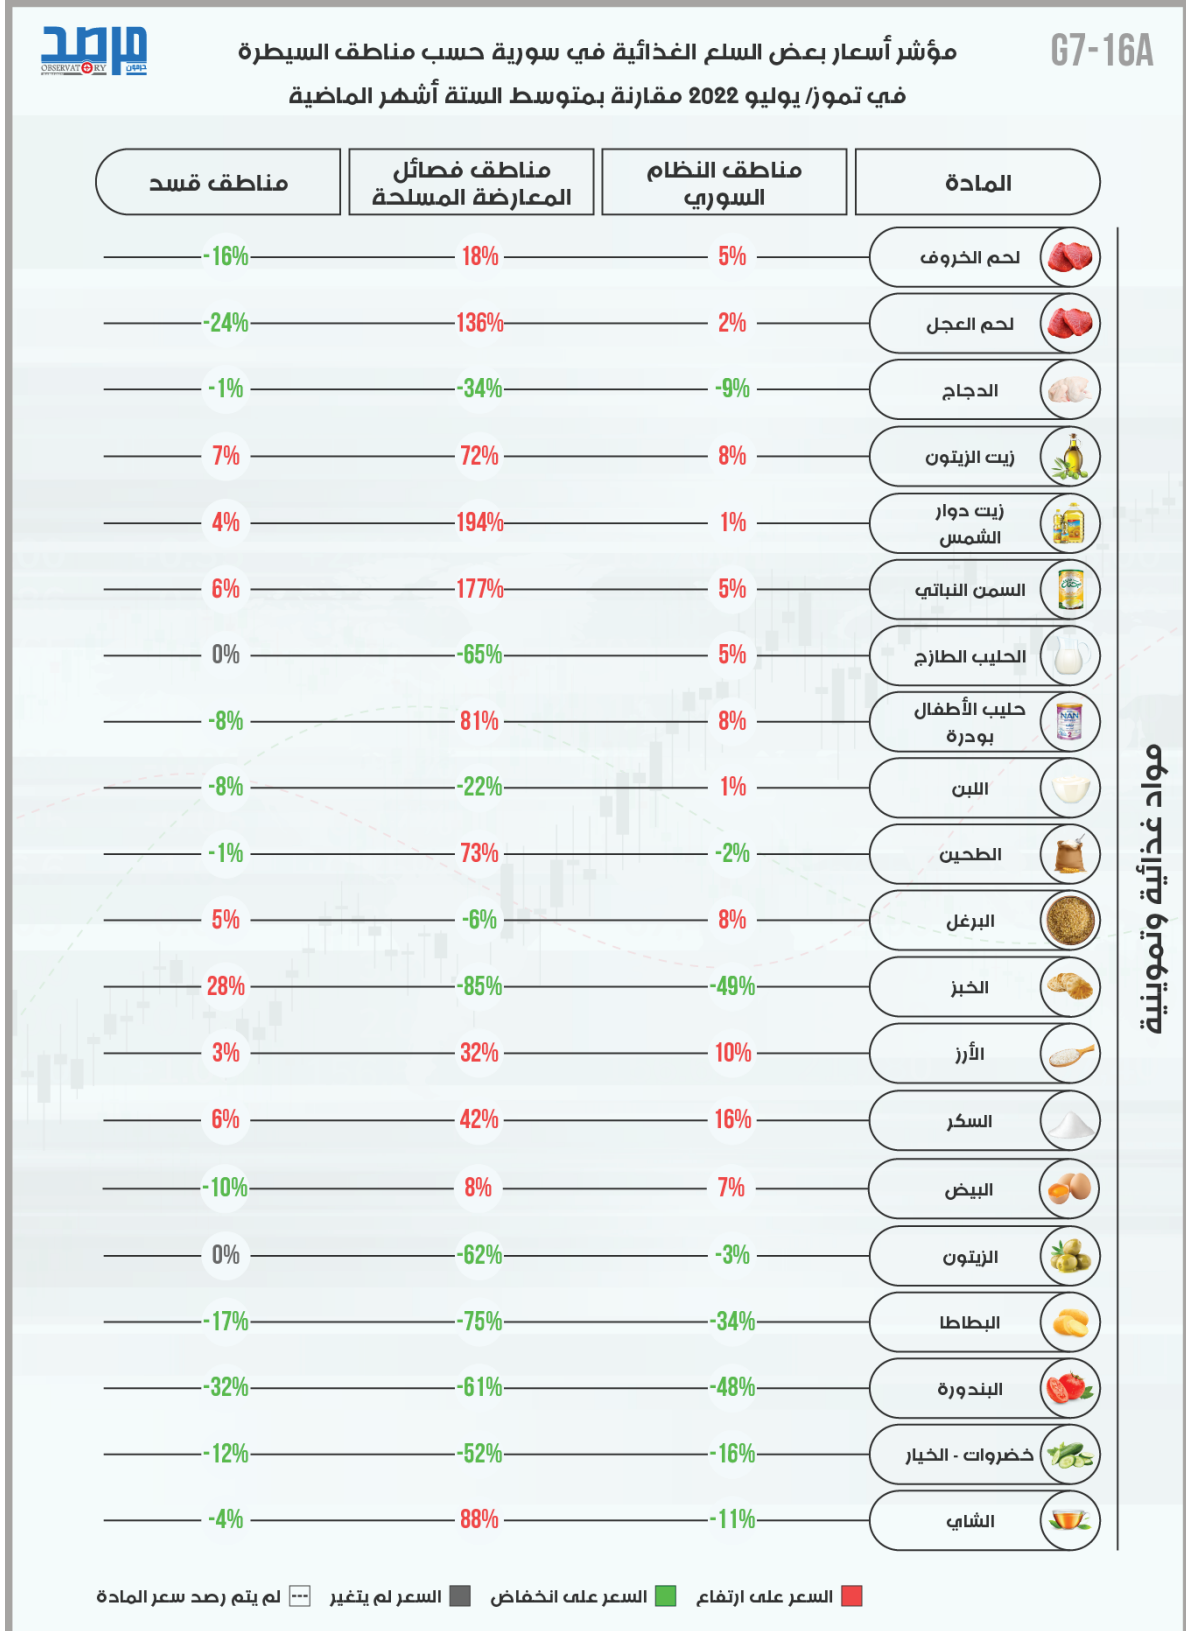 مرصد
OBSERVATORY حرمون
G7-16A
مؤشر أسعار بعض السلع الغذائية في سورية حسب مناطق السيطرة
في تموز/ يوليو 2022 مقارنة بمتوسط الستة أشهر الماضية
المادة
مناطق النظام
السوري
مناطق فصائل
المعارضة المسلحة
مناطق قسد
لحم الخروف 5% 18% -16%
لحم العجل 2% 136% -24%
الدجاج -9% -34% -1%
زيت الزيتون 8% 72% 7%
زيت دوار
الشمس 1% 194% 4%
السمن النباتي 5% 177% 6%
الحليب الطازج 5% -65% 0%
حليب الأطفال
بودرة 8% 81% -8%
NAN
2
اللبن 1% -22% -8%
الطحين -2% 73% -1%
البرغل 8% -6% 5%
الخبز -49% -85% 28%
الأرز 10% 32% 3%
السكر 16% 42% 6%
البيض 7% 8% -10%
الزيتون -3% -62% 0%
البطاطا -34% -75% -17%
البندورة -48% -61% -32%
خضروات - الخيار -16% -52% -12%
الشاي -11% 88% -4%
مواد غذائية وتموينية
السعر على ارتفاع
السعر على انخفاض
السعر لم يتغير
--- لم يتم رصد سعر المادة